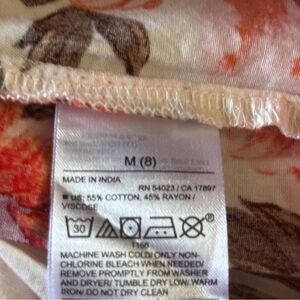 M (8)
MADE IN INDIA
RN 54023 / CA 17897
US: 55% COTTON, 45% RAYON /
VISCOSE
30
MACHINE WASH COLD/ ONLY NON-
CHLORINE BLEACH WHEN NEEDED/
REMOVE PROMPTLY FROM WASHER
AND DRYER/ TUMBLE DRY LOW. WARM
IRON/ DO NOT DRY CLEAN